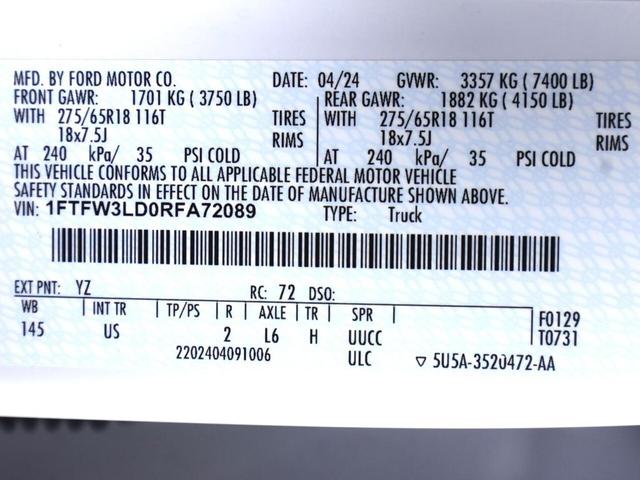 MFD. BY FORD MOTOR CO. DATE: 04/24 GVWR: 3357 KG (7400 LB)
FRONT GAWR: 1701 KG (3750 LB) REAR GAWR: 1882 KG (4150 LB)
WITH 275/65R18 116T TIRES WITH 275/65R18 116T TIRES
18x7.5J RIMS 18x7.5J RIMS
AT 240 kPa/ 35 PSI COLD AT 240 kPa/ 35 PSI COLD
THIS VEHICLE CONFORMS TO ALL APPLICABLE FEDERAL MOTOR VEHICLE
SAFETY STANDARDS IN EFFECT ON THE DATE OF MANUFACTURE SHOWN ABOVE.
VIN: 1FTFW3LD0RFA72089 TYPE: Truck
EXT PNT: YZ RC: 72 DSO:
WB INT TR TP/PS R AXLE TR SPR F0129
145 US 2 L6 H UUCC T0731
2202404091006 ULC ▽ 5U5A-3520472-AA